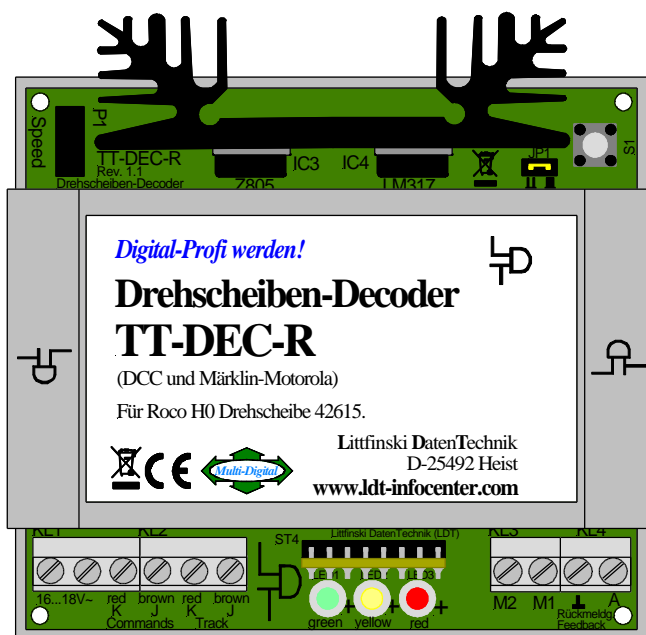 P1
Speed
TT-DEC-R
Rev. 1.1
Drehscheiben-Decoder
IC3
IC4
Z805
LM317
JP1
S1
Digital-Profi werden!
Drehscheiben-Decoder
TT-DEC-R
(DCC und Märklin-Motorola)
Für Roco H0 Drehscheibe 42615.
Littfinski DatenTechnik
D-25492 Heist
www.ldt-infocenter.com
CE
Multi-Digital
KL1
KL2
ST4
Littfinski DatenTechnik (LDT)
KL3
KL4
LED1
LED2
LED3
16...18V~
red brown red brown
K J K J
Commands Track
green yellow red
+ + +
M2 M1 A
Rückmeldg.
Feedback